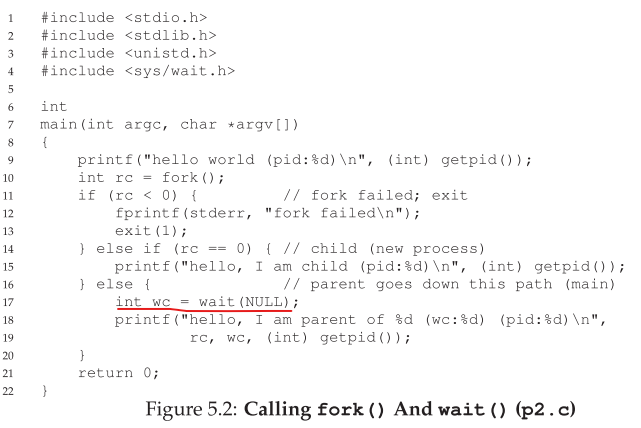 1 #include <stdio.h>
2 #include <stdlib.h>
3 #include <unistd.h>
4 #include <sys/wait.h>
5
6 int
7 main(int argc, char *argv[])
8 {
9     printf("hello world (pid:%d)\n", (int) getpid());
10     int rc = fork();
11     if (rc < 0) {         // fork failed; exit
12         fprintf(stderr, "fork failed\n");
13         exit(1);
14     } else if (rc == 0) { // child (new process)
15         printf("hello, I am child (pid:%d)\n", (int) getpid());
16     } else {              // parent goes down this path (main)
17         int wc = wait(NULL);
18         printf("hello, I am parent of %d (wc:%d) (pid:%d)\n",
19                 rc, wc, (int) getpid());
20     }
21     return 0;
22 }
Figure 5.2: Calling fork() And wait() (p2.c)